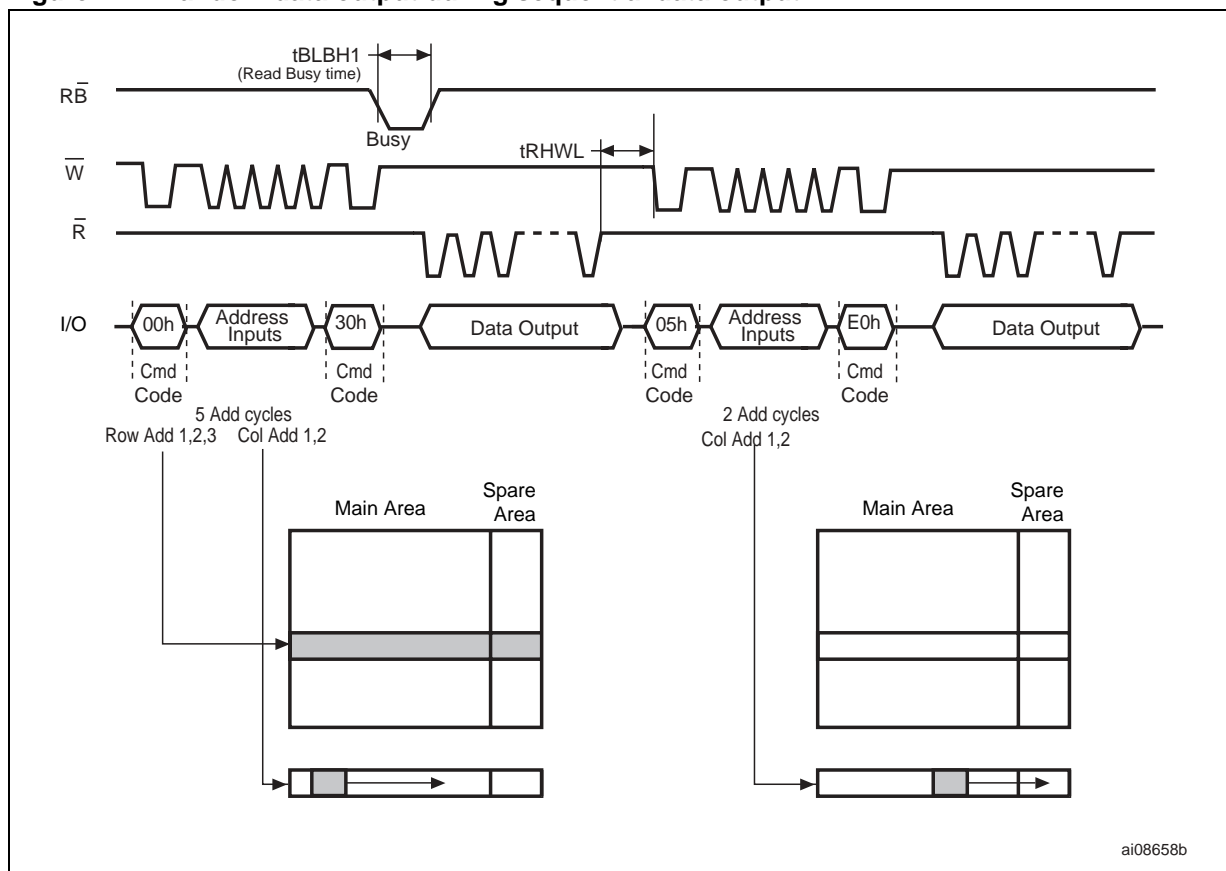 tBLBH1
(Read Busy time)
RB̅
Busy
tRHWL
W̅
R̅
I/O
00h
Address
Inputs
30h
Data Output
05h
Address
Inputs
E0h
Data Output
Cmd
Code
Cmd
Code
Cmd
Code
Cmd
Code
5 Add cycles
Row Add 1,2,3 Col Add 1,2
2 Add cycles
Col Add 1,2
Main Area
Spare
Area
Main Area
Spare
Area
ai08658b